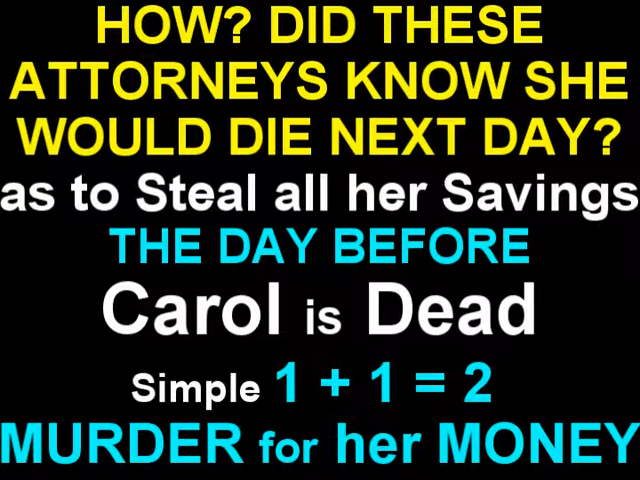 HOW? DID THESE
ATTORNEYS KNOW SHE
WOULD DIE NEXT DAY?
as to Steal all her Savings
THE DAY BEFORE
Carol is Dead
Simple 1 + 1 = 2
MURDER for her MONEY